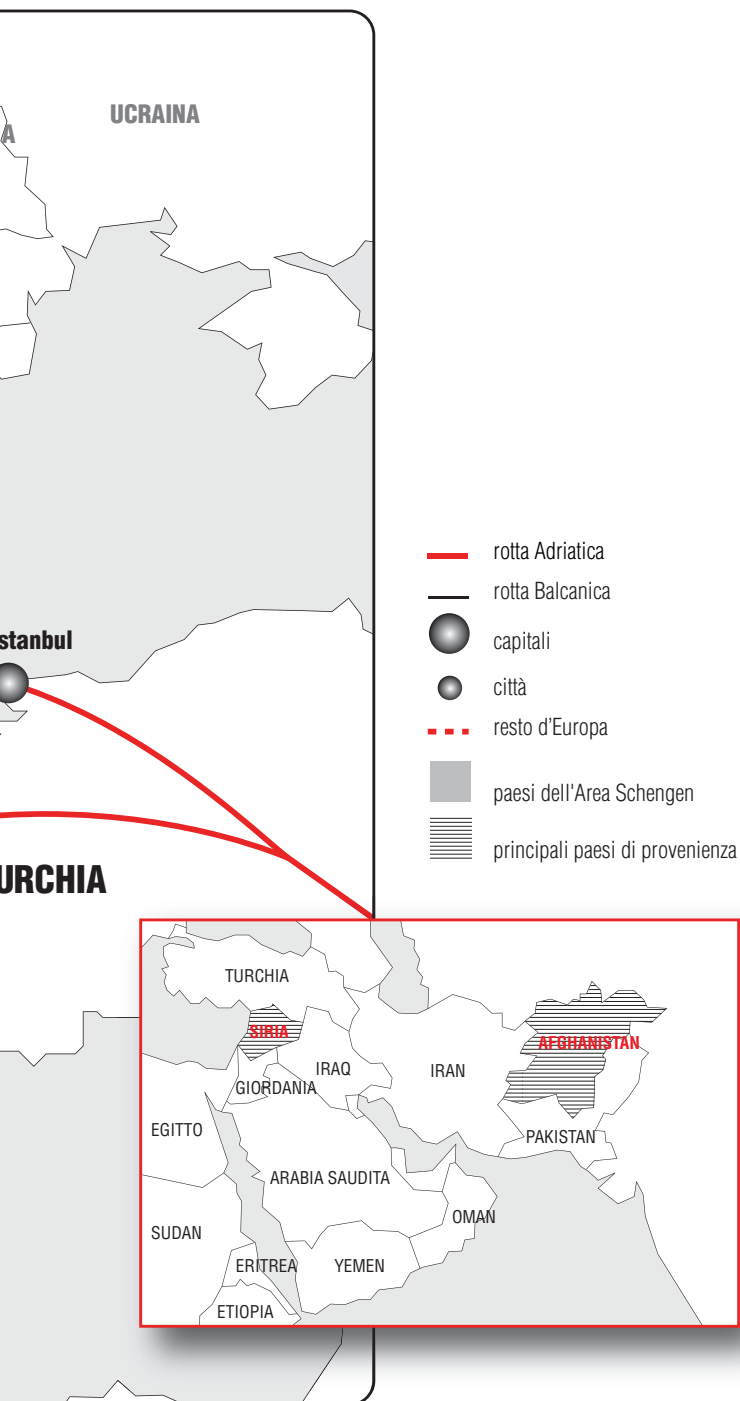 UCRAINA
A
stanbul
URCHIA
rotta Adriatica
rotta Balcanica
capitali
città
resto d'Europa
paesi dell'Area Schengen
principali paesi di provenienza
TURCHIA
SIRIA
AFGHANISTAN
IRAQ
IRAN
GIORDANIA
EGITTO
PAKISTAN
ARABIA SAUDITA
OMAN
SUDAN
ERITREA
YEMEN
ETIOPIA